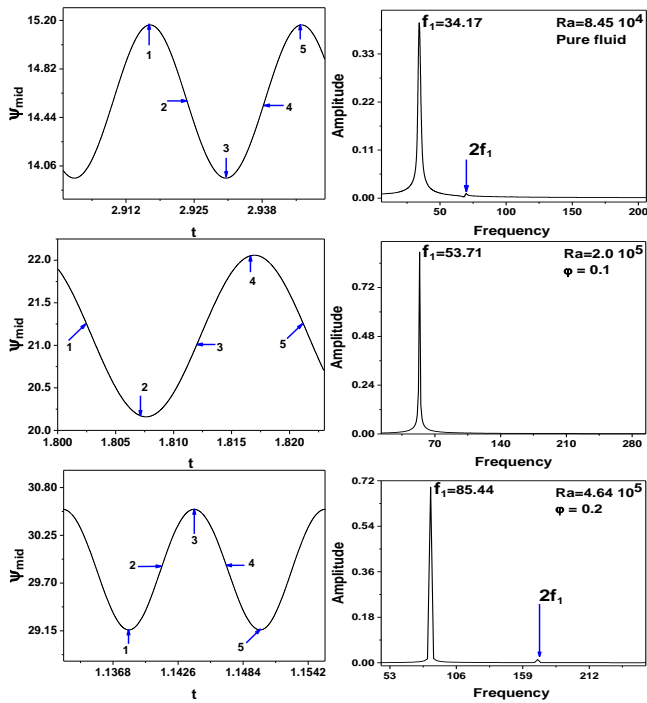 15.20
14.82
14.44
14.06
Ψmid
2.912 2.925 2.938
t
1
2
3
4
5
0.33
0.22
0.11
0.00
Amplitude
50 100 150 200
Frequency
f₁=34.17
Ra=8.45 10⁴
Pure fluid
2f₁
22.0
21.5
21.0
20.5
20.0
Ψmid
1.800 1.805 1.810 1.815 1.820
t
1
2
3
4
5
0.72
0.48
0.24
0.00
Amplitude
70 140 210 280
Frequency
f₁=53.71
Ra=2.0 10⁵
φ = 0.1
30.80
30.25
29.70
29.15
Ψmid
1.1368 1.1426 1.1484 1.1542
t
1
2
3
4
5
0.72
0.54
0.36
0.18
0.00
Amplitude
53 106 159 212
Frequency
f₁=85.44
Ra=4.64 10⁵
φ = 0.2
2f₁